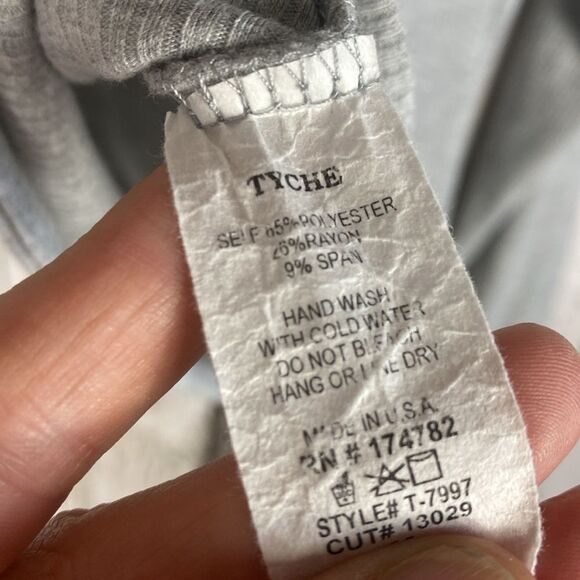 TYCHE
SELF 65%POLYESTER
26%RAYON
9% SPAN
HAND WASH
WITH COLD WATER
DO NOT BLEACH
HANG OR LINE DRY
MADE IN U.S.A.
RN # 174782
STYLE# T-7997
CUT# 13029